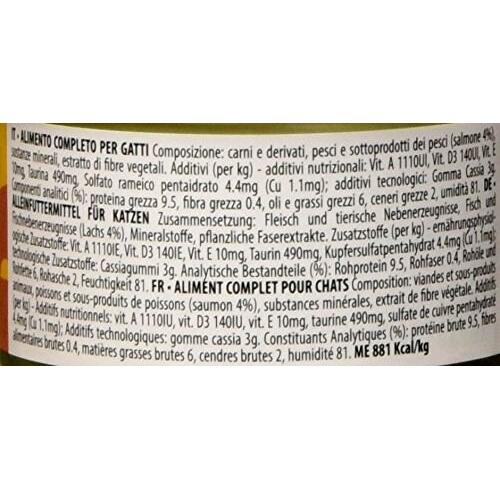 IT - ALIMENTO COMPLETO PER GATTI Composizione: carni e derivati, pesci e sottoprodotti dei pesci (salmone 4%),
sostanze minerali, estratto di fibre vegetali. Additivi (per kg) - additivi nutrizionali: Vit. A 1110UI, Vit. D3 140UI, Vit. E
10mg, Taurina 490mg, Solfato rameico pentaidrato 4.4mg (Cu 1.1mg); additivi tecnologici: Gomma Cassia 3g.
Componenti analitici (%): proteina grezza 9.5, fibra grezza 0.4, oli e grassi grezzi 6, ceneri grezze 2, umidità 81. DE -
ALLEINFUTTERMITTEL FÜR KATZEN Zusammensetzung: Fleisch und tierische Nebenerzeugnisse, Fisch und
Fischnebenerzeugnisse (Lachs 4%), Mineralstoffe, pflanzliche Faserextrakte. Zusatzstoffe (per kg) - ernährungsphysiol-
ogische Zusatzstoffe: Vit. A 1110IE, Vit. D3 140IE, Vit. E 10mg, Taurin 490mg, Kupfersulfatpentahydrat 4.4mg (Cu 1.1mg);
technologische Zusatzstoffe: Cassiagummi 3g. Analytische Bestandteile (%): Rohprotein 9.5, Rohfaser 0.4, Rohöle und
Rohfette 6, Rohasche 2, Feuchtigkeit 81. FR - ALIMENT COMPLET POUR CHATS Composition: viandes et sous-produits
animaux, poissons et sous-produits de poissons (saumon 4%), substances minérales, extrait de fibre végétale. Additifs
(per kg) - Additifs nutritionnels: vit. A 1110IU, vit. D3 140IU, vit. E 10mg, taurine 490mg, sulfate de cuivre pentahydraté
4.4mg (Cu 1.1mg); Additifs technologiques: gomme cassia 3g. Constituants Analytiques (%): protéine brute 9.5, fibres
alimentaires brutes 0.4, matières grasses brutes 6, cendres brutes 2, humidité 81. ME 881 Kcal/kg